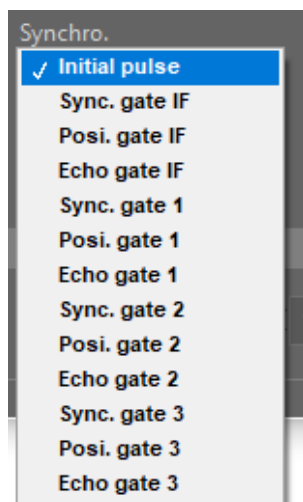 Synchro.
✓ Initial pulse
Sync. gate IF
Posi. gate IF
Echo gate IF
Sync. gate 1
Posi. gate 1
Echo gate 1
Sync. gate 2
Posi. gate 2
Echo gate 2
Sync. gate 3
Posi. gate 3
Echo gate 3